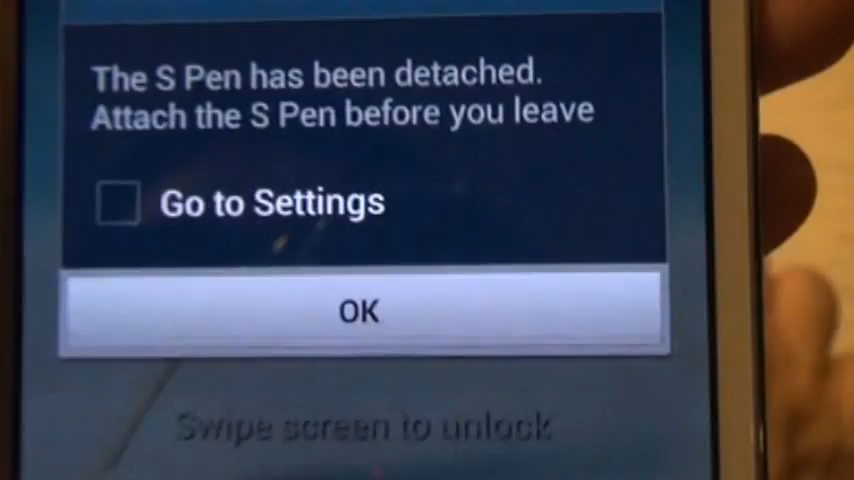 The S Pen has been detached.
Attach the S Pen before you leave
Go to Settings
OK
Swipe screen to unlock